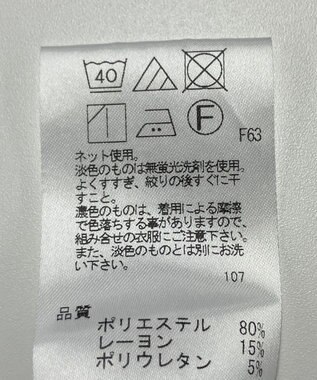 40
F
F63
ネット使用。
淡色のものは無蛍光洗剤を使用。
よくすすぎ、絞りの後すぐに干
すこと。
濃色のものは、着用による摩擦
で色落ちする事がありますので、
組み合せの衣服にご注意下さい。
また、淡色のものとは別にお洗
い下さい。
107
品質
ポリエステル 80%
レーヨン 15%
ポリウレタン 5%